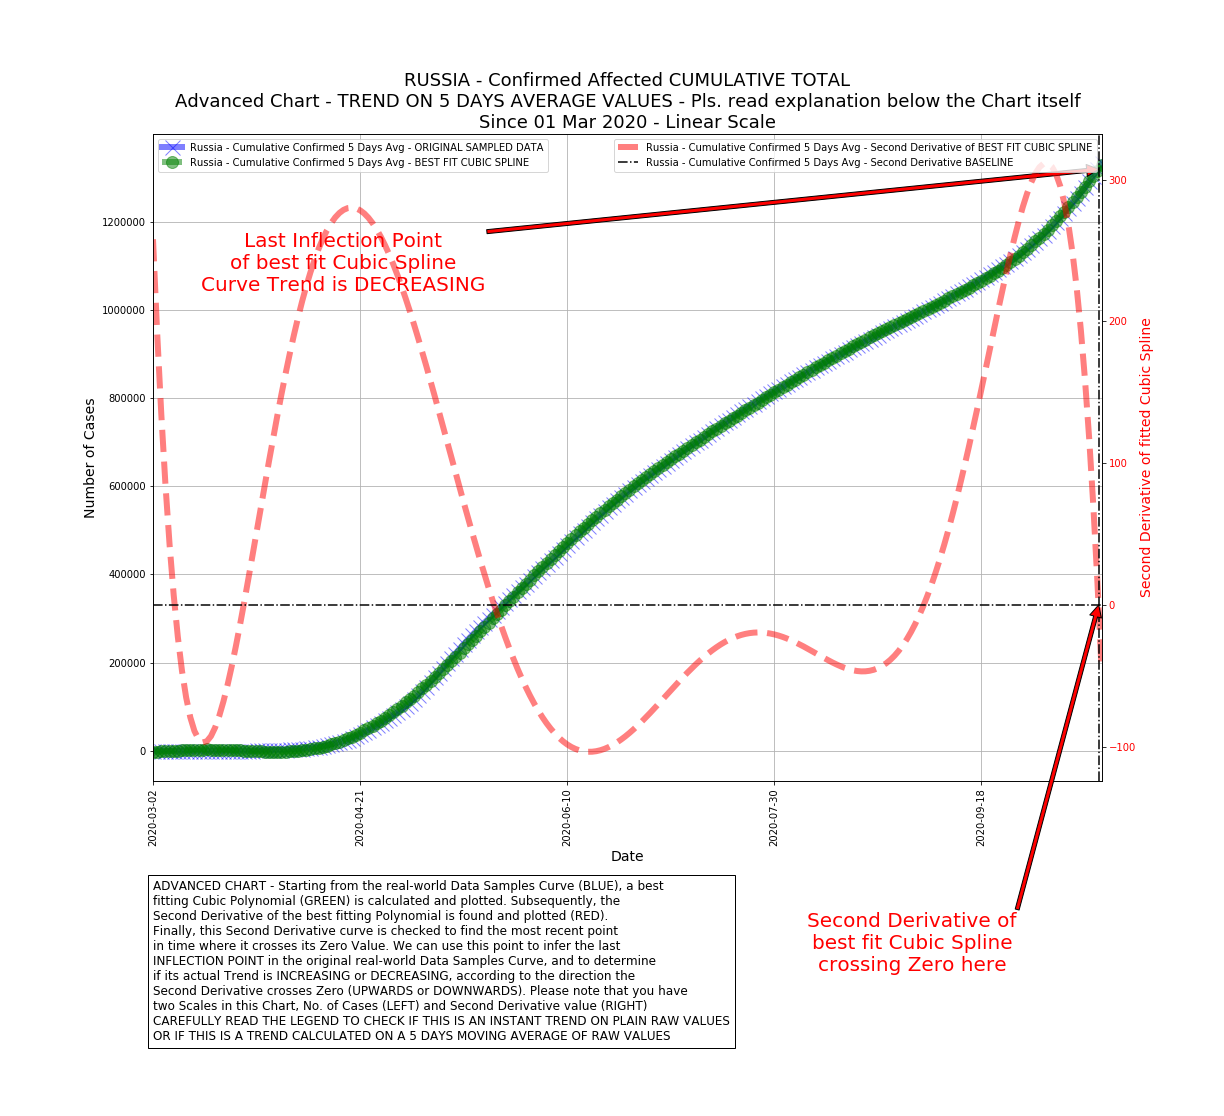 RUSSIA - Confirmed Affected CUMULATIVE TOTAL
Advanced Chart - TREND ON 5 DAYS AVERAGE VALUES - Pls. read explanation below the Chart itself
Since 01 Mar 2020 - Linear Scale
Russia - Cumulative Confirmed 5 Days Avg - ORIGINAL SAMPLED DATA
Russia - Cumulative Confirmed 5 Days Avg - BEST FIT CUBIC SPLINE
Russia - Cumulative Confirmed 5 Days Avg - Second Derivative of BEST FIT CUBIC SPLINE
Russia - Cumulative Confirmed 5 Days Avg - Second Derivative BASELINE
Last Inflection Point
of best fit Cubic Spline
Curve Trend is DECREASING
Number of Cases
1200000
1000000
800000
600000
400000
200000
0
300
200
100
0
−100
Second Derivative of fitted Cubic Spline
2020-03-02
2020-04-21
2020-06-10
2020-07-30
2020-09-18
Date
ADVANCED CHART - Starting from the real-world Data Samples Curve (BLUE), a best
fitting Cubic Polynomial (GREEN) is calculated and plotted. Subsequently, the
Second Derivative of the best fitting Polynomial is found and plotted (RED).
Finally, this Second Derivative curve is checked to find the most recent point
in time where it crosses its Zero Value. We can use this point to infer the last
INFLECTION POINT in the original real-world Data Samples Curve, and to determine
if its actual Trend is INCREASING or DECREASING, according to the direction the
Second Derivative crosses Zero (UPWARDS or DOWNWARDS). Please note that you have
two Scales in this Chart, No. of Cases (LEFT) and Second Derivative value (RIGHT)
CAREFULLY READ THE LEGEND TO CHECK IF THIS IS AN INSTANT TREND ON PLAIN RAW VALUES
OR IF THIS IS A TREND CALCULATED ON A 5 DAYS MOVING AVERAGE OF RAW VALUES
Second Derivative of
best fit Cubic Spline
crossing Zero here